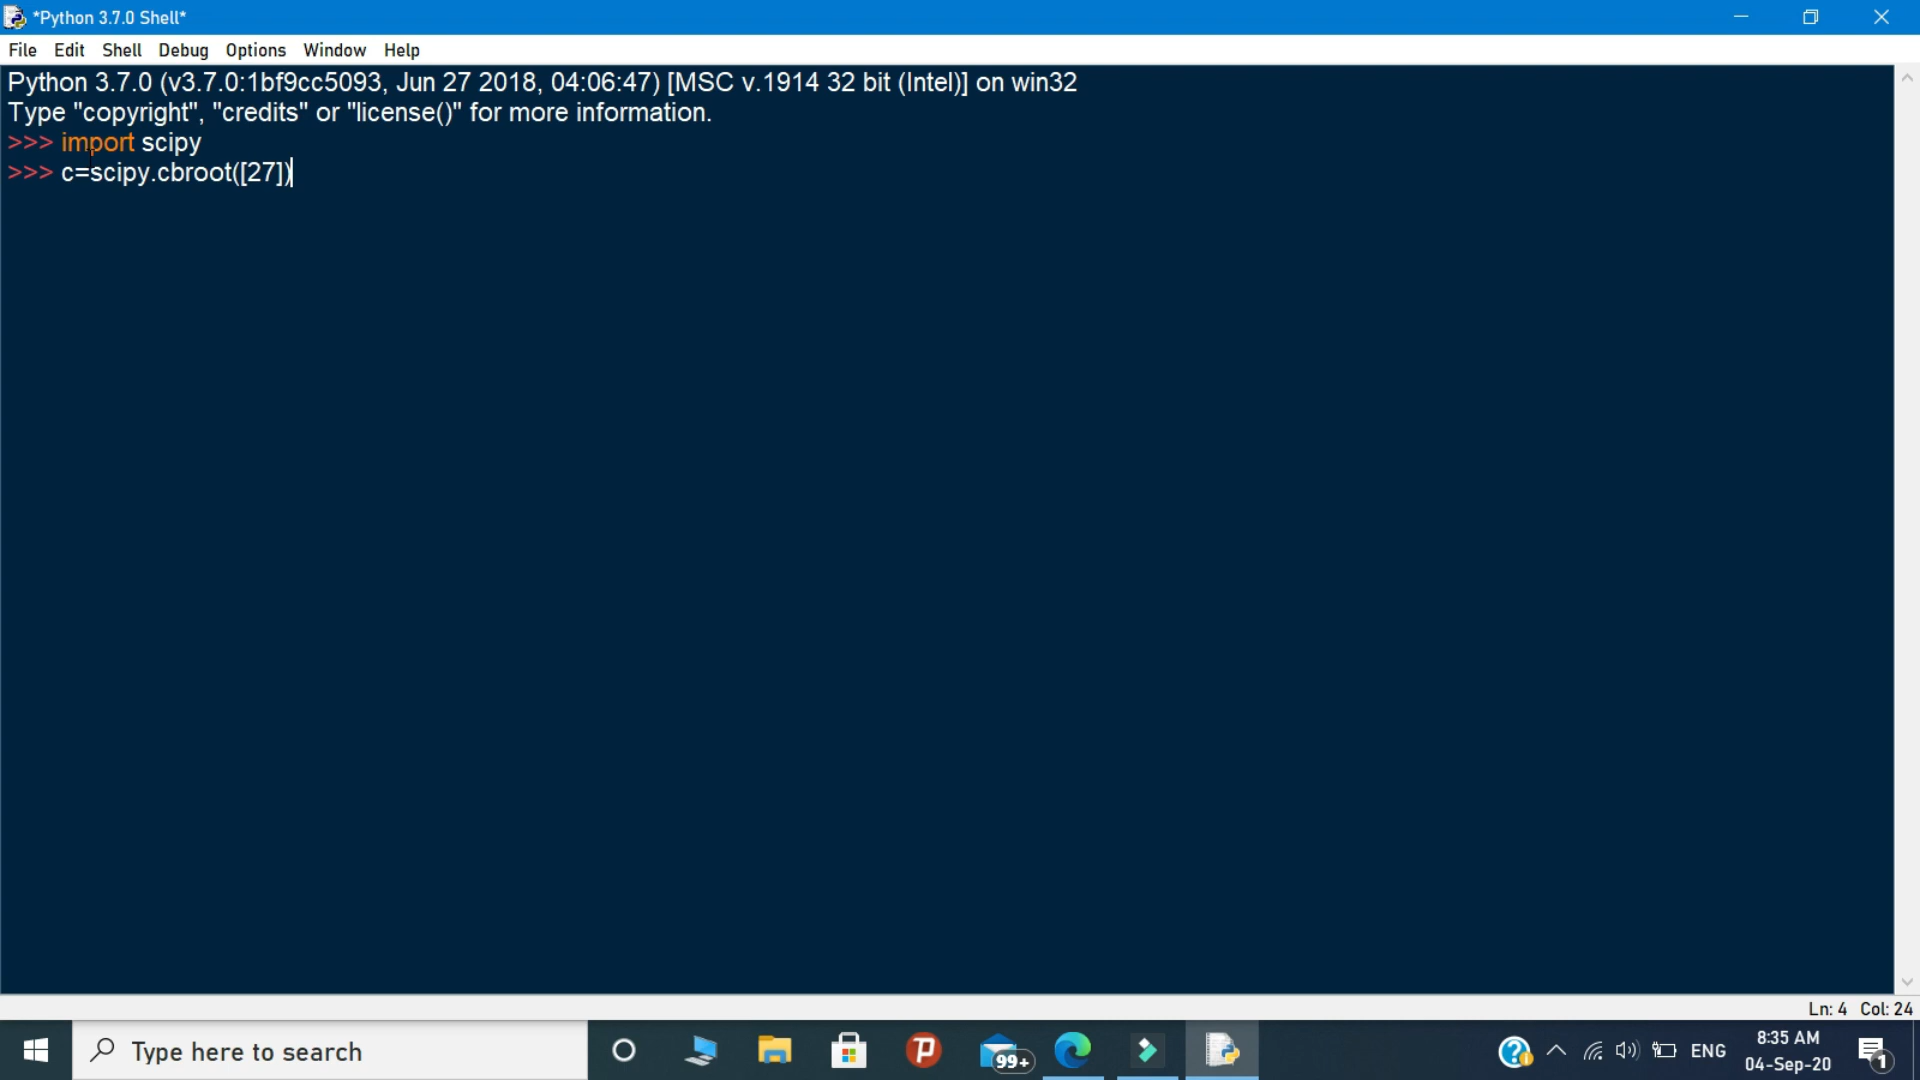 *Python 3.7.0 Shell*
File Edit Shell Debug Options Window Help
Python 3.7.0 (v3.7.0:1bf9cc5093, Jun 27 2018, 04:06:47) [MSC v.1914 32 bit (Intel)] on win32
Type "copyright", "credits" or "license()" for more information.
>>> import scipy
>>> c=scipy.cbroot([27])
Ln: 4 Col: 24
Type here to search
99+
ENG
8:35 AM
04-Sep-20
1